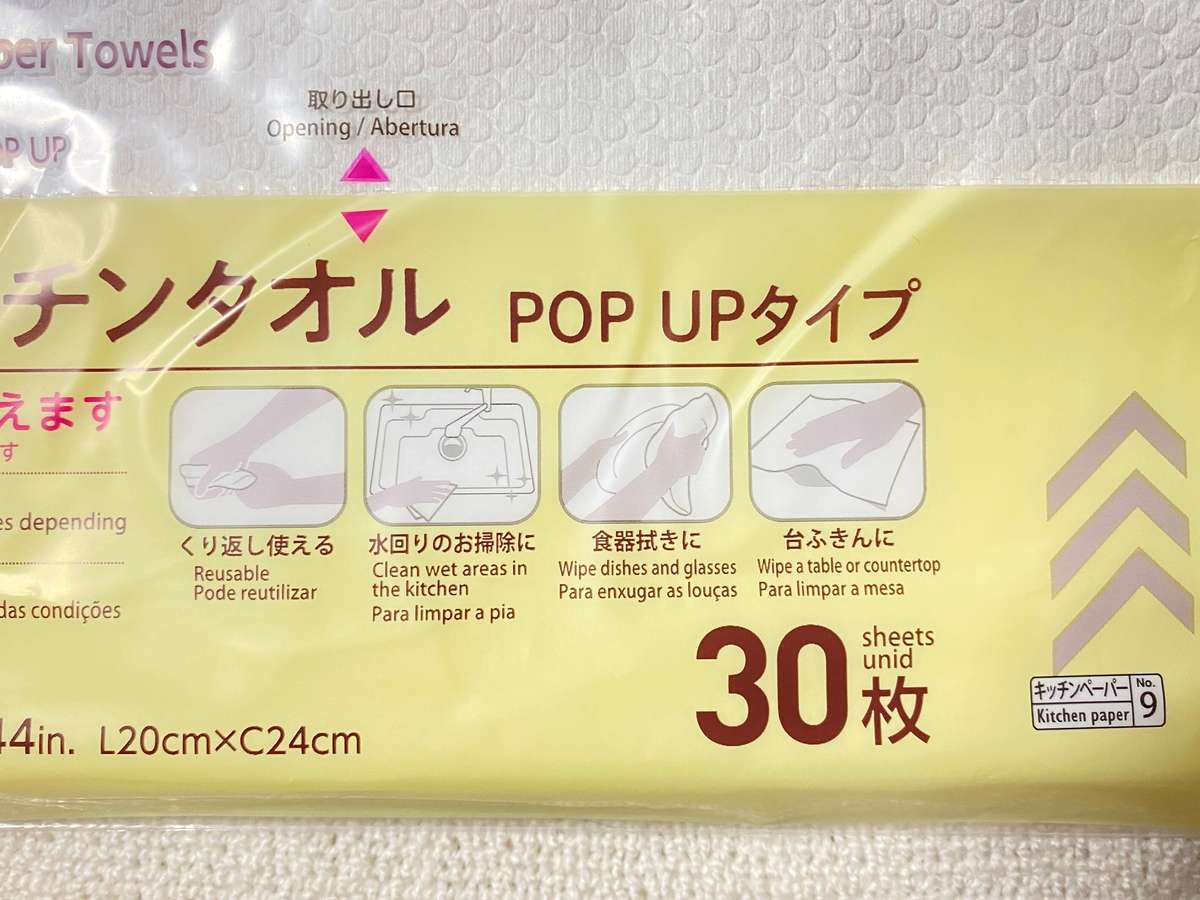 per Towels
POP UP
取り出し口
Opening / Abertura
チンタオル POP UPタイプ
えます
す
es depending
das condições
くり返し使える
Reusable
Pode reutilizar
水回りのお掃除に
Clean wet areas in
the kitchen
Para limpar a pia
食器拭きに
Wipe dishes and glasses
Para enxugar as louças
台ふきんに
Wipe a table or countertop
Para limpar a mesa
30 sheets
unid
枚
44in. L20cm×C24cm
キッチンペーパー No.
Kitchen paper 9